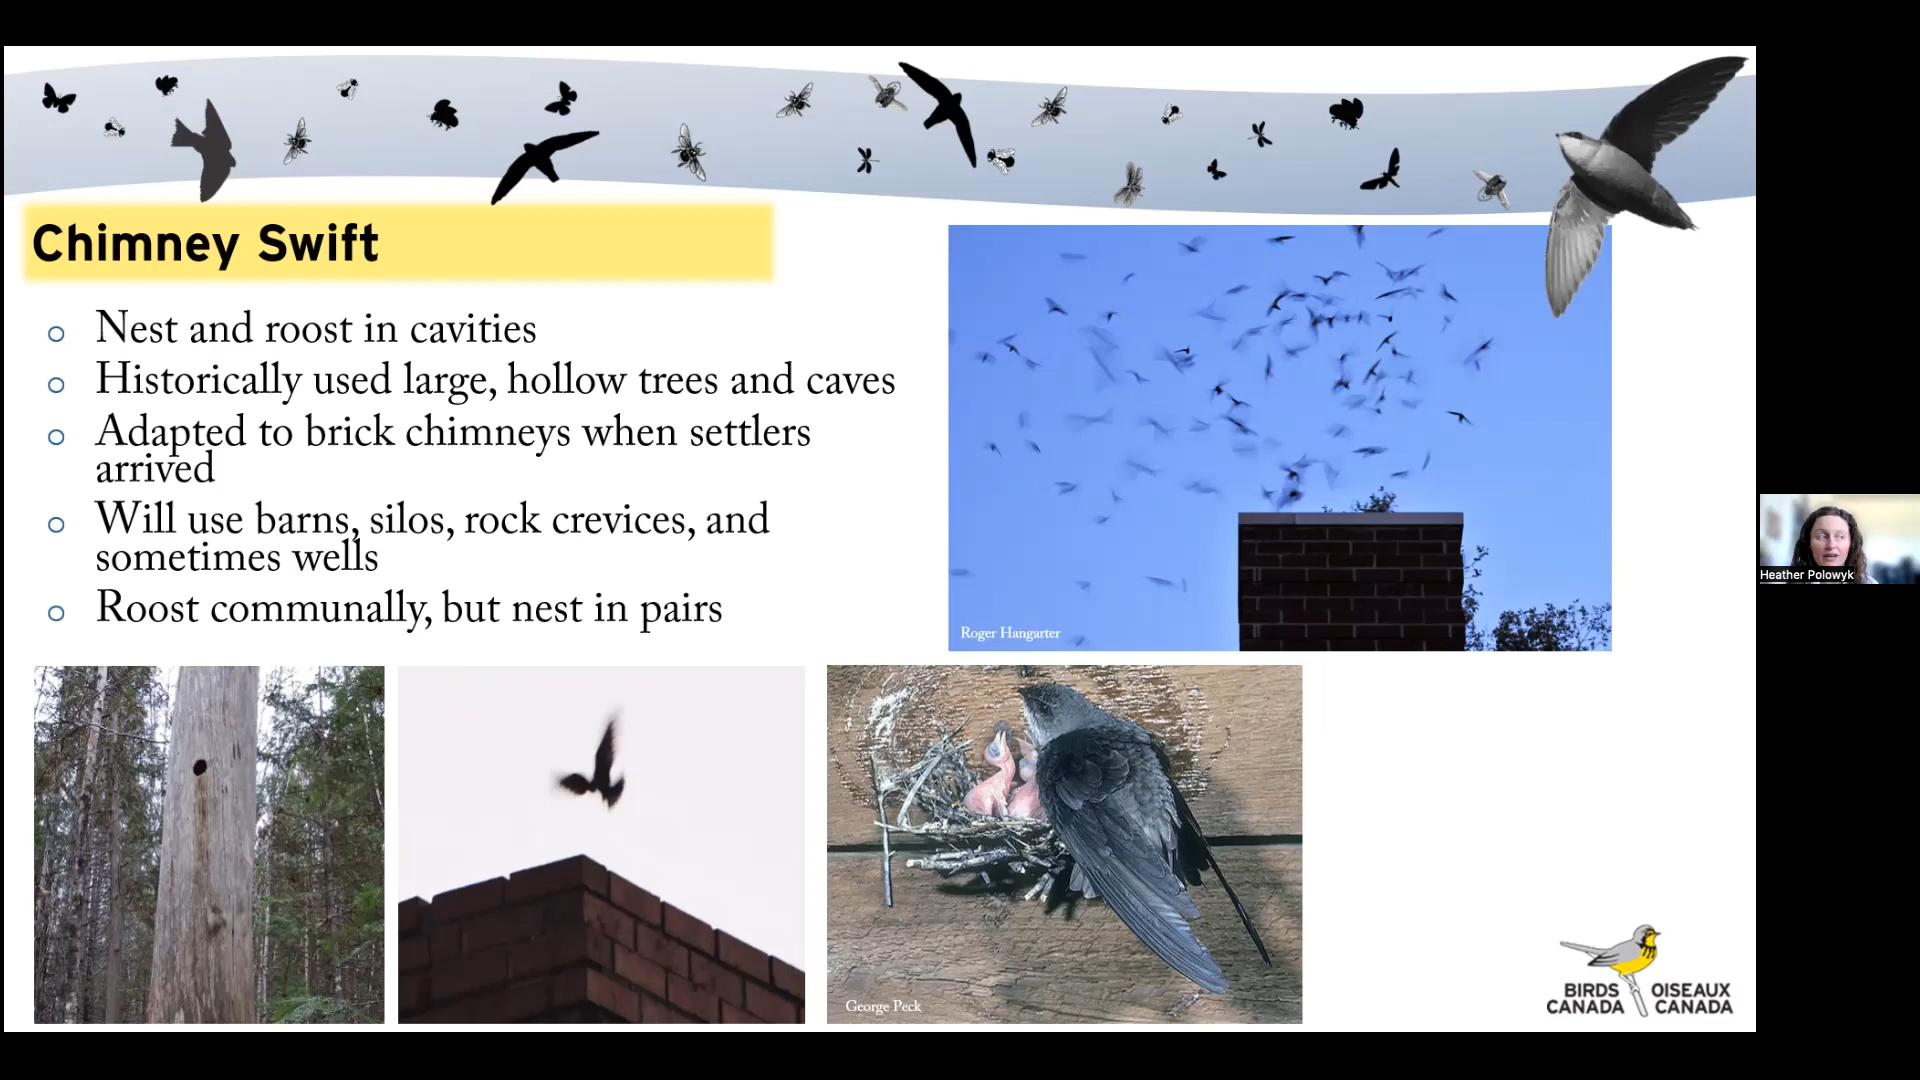 Chimney Swift
Nest and roost in cavities
Historically used large, hollow trees and caves
Adapted to brick chimneys when settlers
arrived
Will use barns, silos, rock crevices, and
sometimes wells
Roost communally, but nest in pairs
Roger Hangarter
Heather Polowyk
George Peck
BIRDS CANADA
OISEAUX CANADA